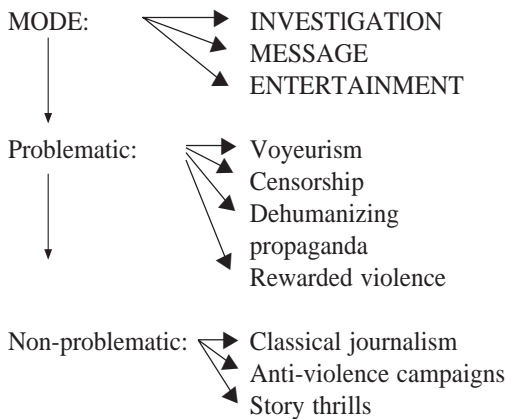 MODE: INVESTIGATION
MESSAGE
ENTERTAINMENT
Problematic: Voyeurism
Censorship
Dehumanizing
propaganda
Rewarded violence
Non-problematic: Classical journalism
Anti-violence campaigns
Story thrills